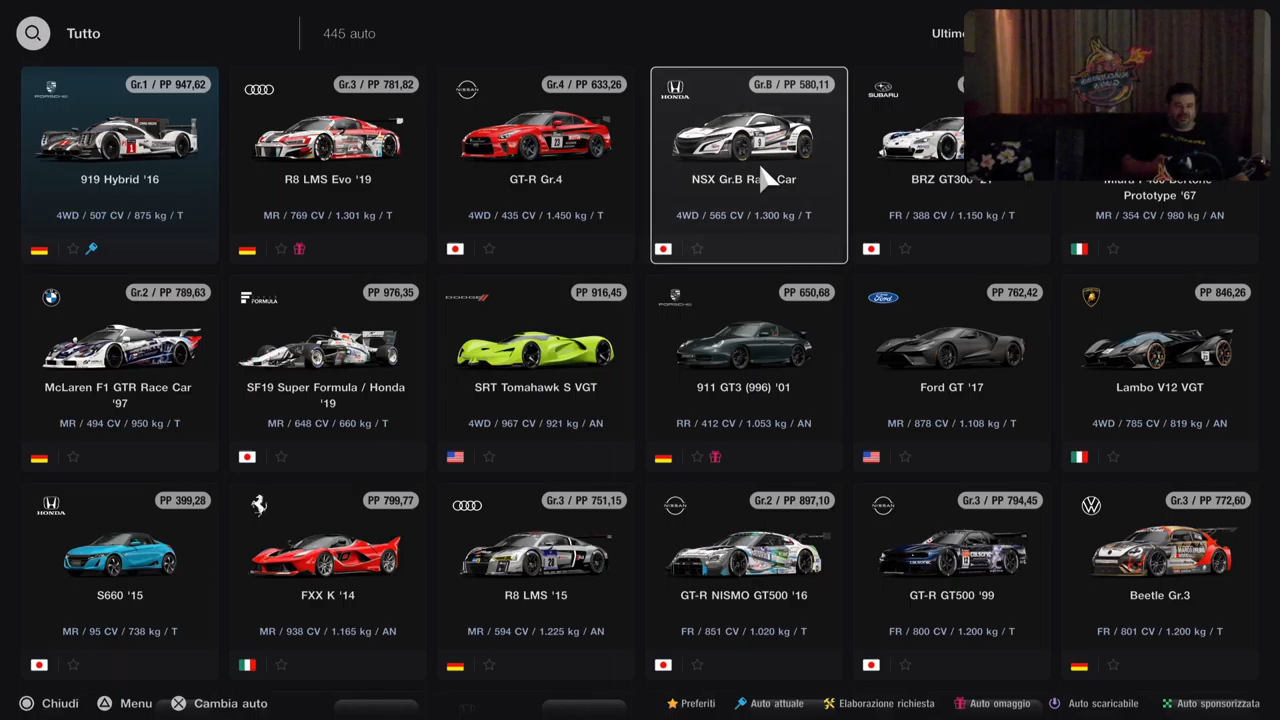 Tutto
445 auto
Ultimo
Gr.1 / PP 947,62
PORSCHE
919 Hybrid '16
4WD / 507 CV / 875 kg / T
Gr.3 / PP 781,82
R8 LMS Evo '19
MR / 769 CV / 1.301 kg / T
Gr.4 / PP 633,26
NISSAN
GT-R Gr.4
4WD / 435 CV / 1.450 kg / T
Gr.B / PP 580,11
HONDA
NSX Gr.B Ra Car
4WD / 565 CV / 1.300 kg / T
SUBARU
BRZ GT300
FR / 388 CV / 1.150 kg / T
Prototype '67
MR / 354 CV / 980 kg / AN
Gr.2 / PP 789,63
McLaren F1 GTR Race Car
'97
MR / 494 CV / 950 kg / T
PP 976,35
SUPER
FORMULA
SF19 Super Formula / Honda
'19
MR / 648 CV / 660 kg / T
PP 916,45
DODGE
SRT Tomahawk S VGT
4WD / 967 CV / 921 kg / AN
PP 650,68
PORSCHE
911 GT3 (996) '01
RR / 412 CV / 1.053 kg / AN
PP 762,42
Ford
Ford GT '17
MR / 878 CV / 1.108 kg / T
PP 846,26
Lambo V12 VGT
4WD / 785 CV / 819 kg / AN
PP 399,28
HONDA
S660 '15
MR / 95 CV / 738 kg / T
PP 799,77
FXX K '14
MR / 938 CV / 1.165 kg / AN
Gr.3 / PP 751,15
R8 LMS '15
MR / 594 CV / 1.225 kg / AN
Gr.2 / PP 897,10
NISSAN
GT-R NISMO GT500 '16
FR / 851 CV / 1.020 kg / T
Gr.3 / PP 794,45
NISSAN
GT-R GT500 '99
FR / 800 CV / 1.200 kg / T
Gr.3 / PP 772,60
Beetle Gr.3
FR / 801 CV / 1.200 kg / T
Chiudi
Menu
Cambia auto
Preferiti
Auto attuale
Elaborazione richiesta
Auto omaggio
Auto scaricabile
Auto sponsorizzata